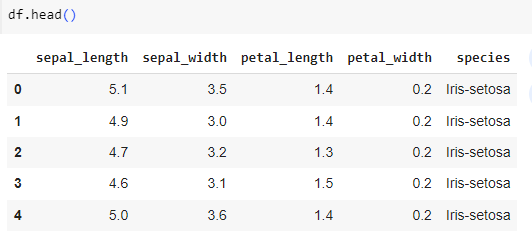 df.head()
sepal_length sepal_width petal_length petal_width species
0 5.1 3.5 1.4 0.2 Iris-setosa
1 4.9 3.0 1.4 0.2 Iris-setosa
2 4.7 3.2 1.3 0.2 Iris-setosa
3 4.6 3.1 1.5 0.2 Iris-setosa
4 5.0 3.6 1.4 0.2 Iris-setosa